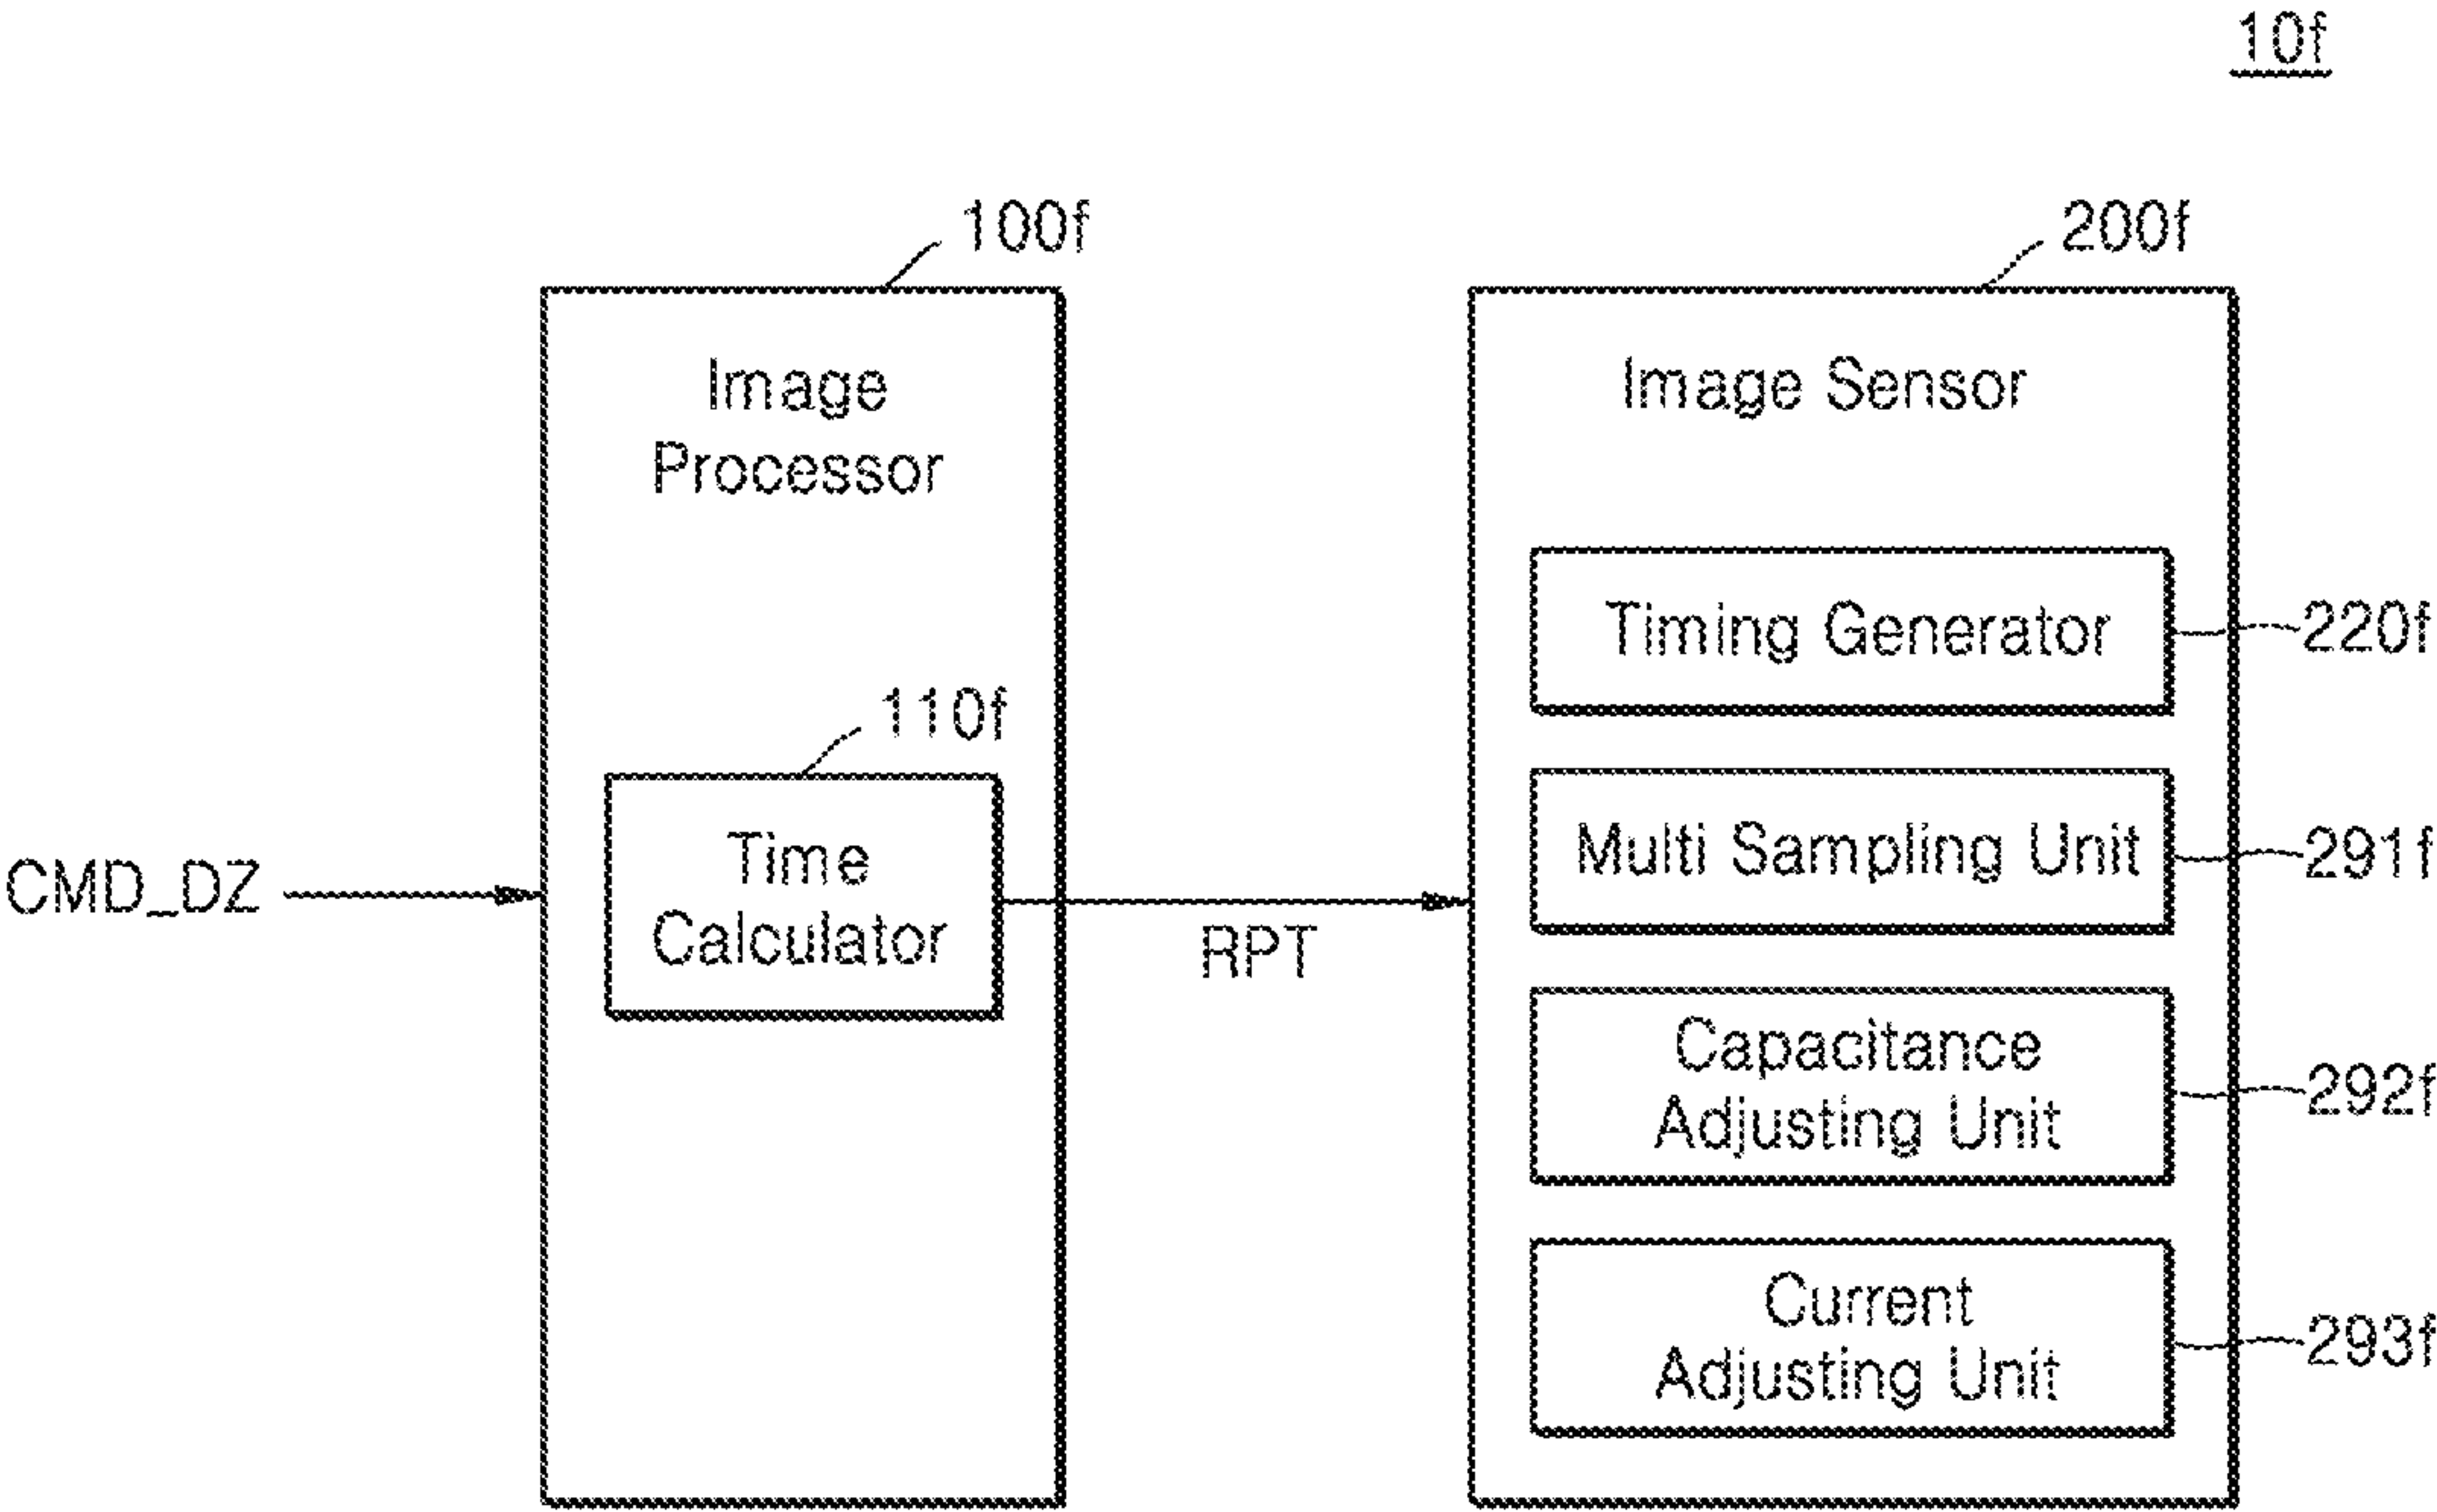 10f
100f
200f
Image
Processor
Image Sensor
Timing Generator
220f
110f
Time
Calculator
Multi Sampling Unit
291f
CMD_DZ
RPT
Capacitance
Adjusting Unit
292f
Current
Adjusting Unit
293f